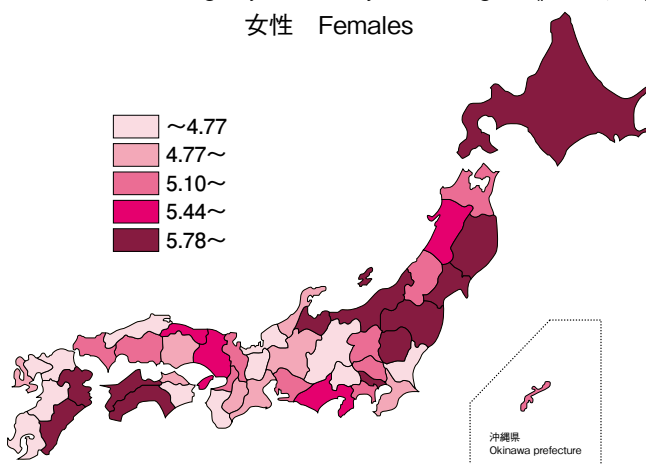 女性 Females
～4.77
4.77～
5.10～
5.44～
5.78～
沖縄県
Okinawa prefecture